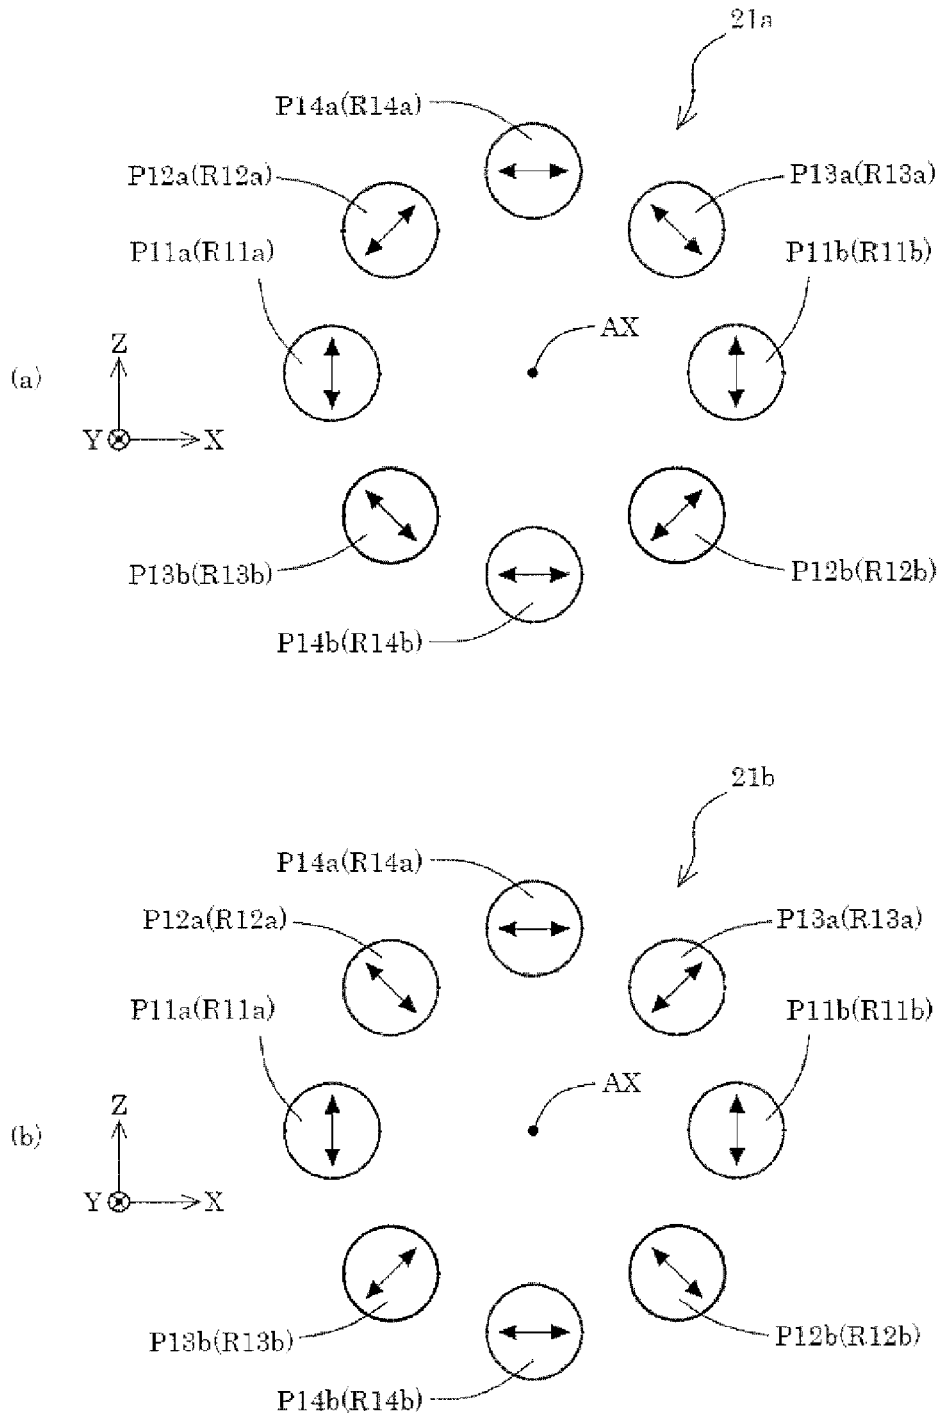 21a
P14a(R14a)
P12a(R12a)
P13a(R13a)
P11a(R11a)
P11b(R11b)
AX
Z
(a)
Y
X
P13b(R13b)
P12b(R12b)
P14b(R14b)
21b
P14a(R14a)
P12a(R12a)
P13a(R13a)
P11a(R11a)
P11b(R11b)
AX
Z
(b)
Y
X
P13b(R13b)
P12b(R12b)
P14b(R14b)